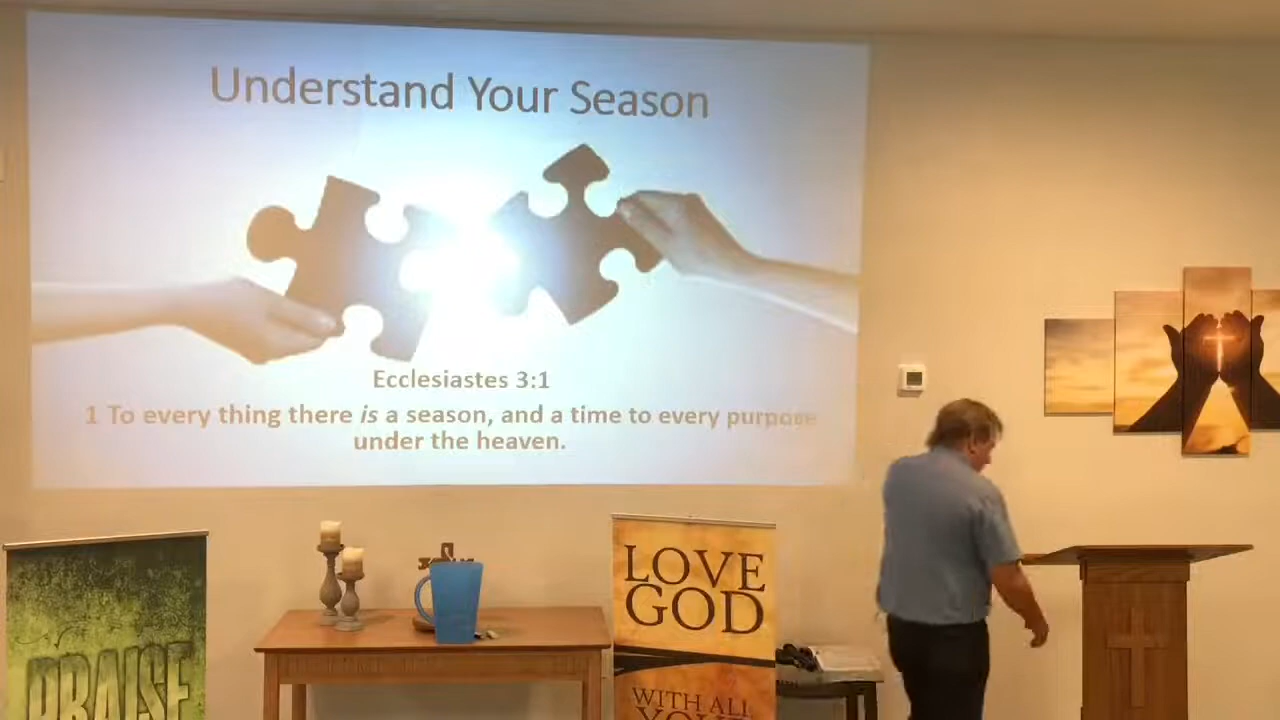 Understand Your Season
Ecclesiastes 3:1
1 To every thing there is a season, and a time to every purpose
under the heaven.
PRAISE
LOVE
GOD
WITH ALL
YOUR